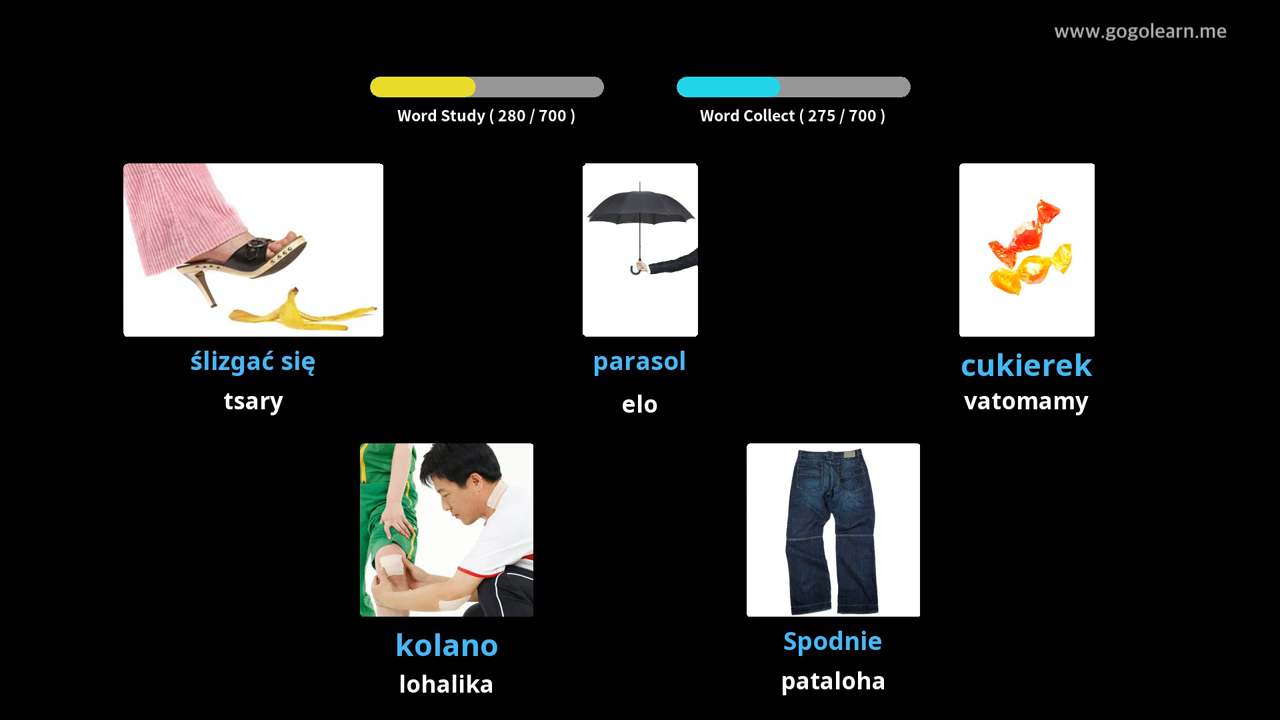 www.gogolearn.me
Word Study ( 280 / 700 )
Word Collect ( 275 / 700 )
ślizgać się
tsary
parasol
elo
cukierek
vatomamy
kolano
lohalika
Spodnie
pataloha